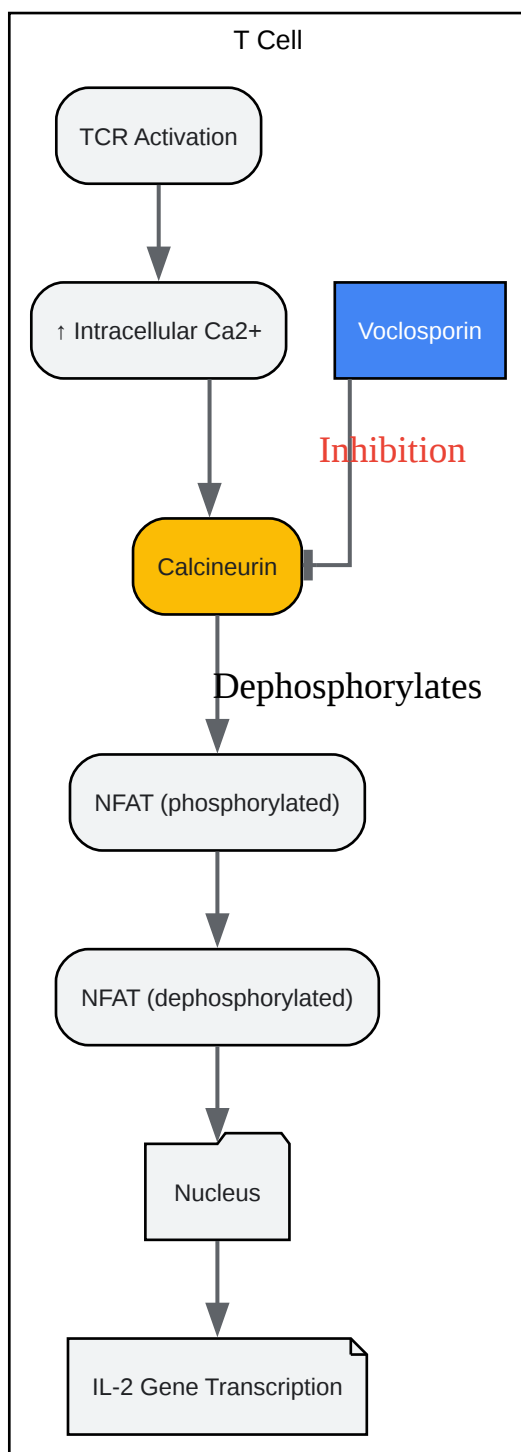 T Cell
TCR Activation
↑ Intracellular Ca2+
Voclosporin
Inhibition
Calcineurin
Dephosphorylates
NFAT (phosphorylated)
NFAT (dephosphorylated)
Nucleus
IL-2 Gene Transcription